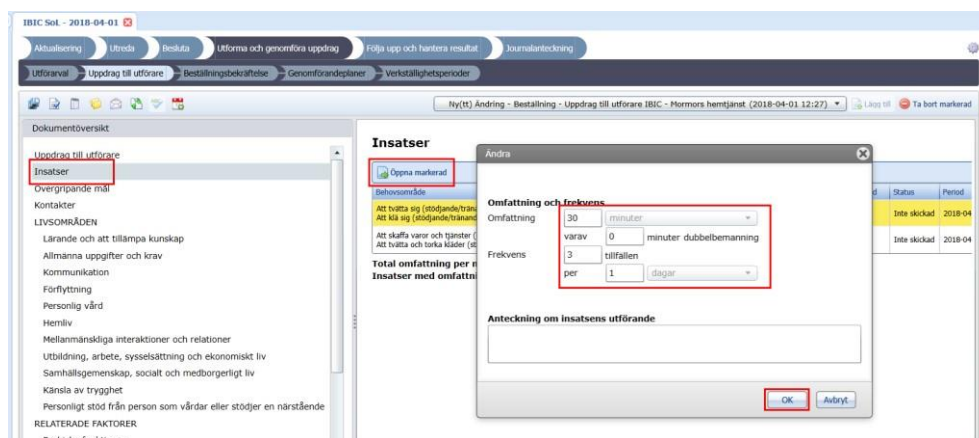 IBIC SoL - 2018-04-01
Aktualisering Utreda Besluta Utforma och genomföra uppdrag Följa upp och hantera resultat Journalanteckning
Utförarval Uppdrag till utförare Beställningsbekräftelse Genomförandeplaner Verkställighetsperioder
Ny(tt) Ändring - Beställning - Uppdrag till utförare IBIC - Mormors hemtjänst (2018-04-01 12:27) Lägg till Ta bort markerad
Dokumentöversikt
Uppdrag till utförare
Insatser
Övergripande mål
Kontakter
LIVSOMRÅDEN
Lärande och att tillämpa kunskap
Allmänna uppgifter och krav
Kommunikation
Förflyttning
Personlig vård
Hemliv
Mellanmänskliga interaktioner och relationer
Utbildning, arbete, sysselsättning och ekonomiskt liv
Samhällsgemenskap, socialt och medborgerligt liv
Känsla av trygghet
Personligt stöd från person som vårdar eller stödjer en närstående
RELATERADE FAKTORER
Insatser
Öppna markerad
Behovsområde d Status Period
Att tvätta sig (stödjande/träna
Att klä sig (stödjande/tränand
Inte skickad 2018-04
Att skaffa varor och tjänster (
Att tvätta och torka kläder (st
Inte skickad 2018-04
Total omfattning per m
Insatser med omfattni
Ändra
Omfattning och frekvens
Omfattning 30 minuter
varav 0 minuter dubbelbemanning
Frekvens 3 tillfällen
per 1 dagar
Anteckning om insatsens utförande
OK Avbryt